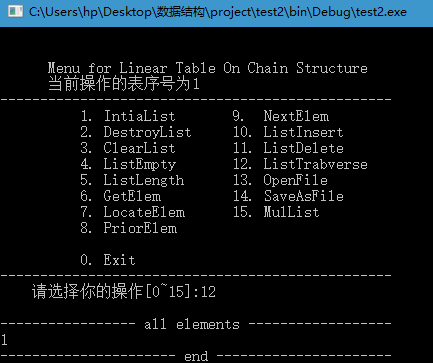 C:\Users\hp\Desktop\数据结构\project\test2\bin\Debug\test2.exe
Menu for Linear Table On Chain Structure
当前操作的表序号为1
--------------------------------------------------
1. IntiaList 9. NextElem
2. DestroyList 10. ListInsert
3. ClearList 11. ListDelete
4. ListEmpty 12. ListTrabverse
5. ListLength 13. OpenFile
6. GetElem 14. SaveAsFile
7. LocateElem 15. MulList
8. PriorElem
0. Exit
--------------------------------------------------
请选择你的操作[0~15]:12
----------------- all elements -------------------
1
---------------------- end -----------------------